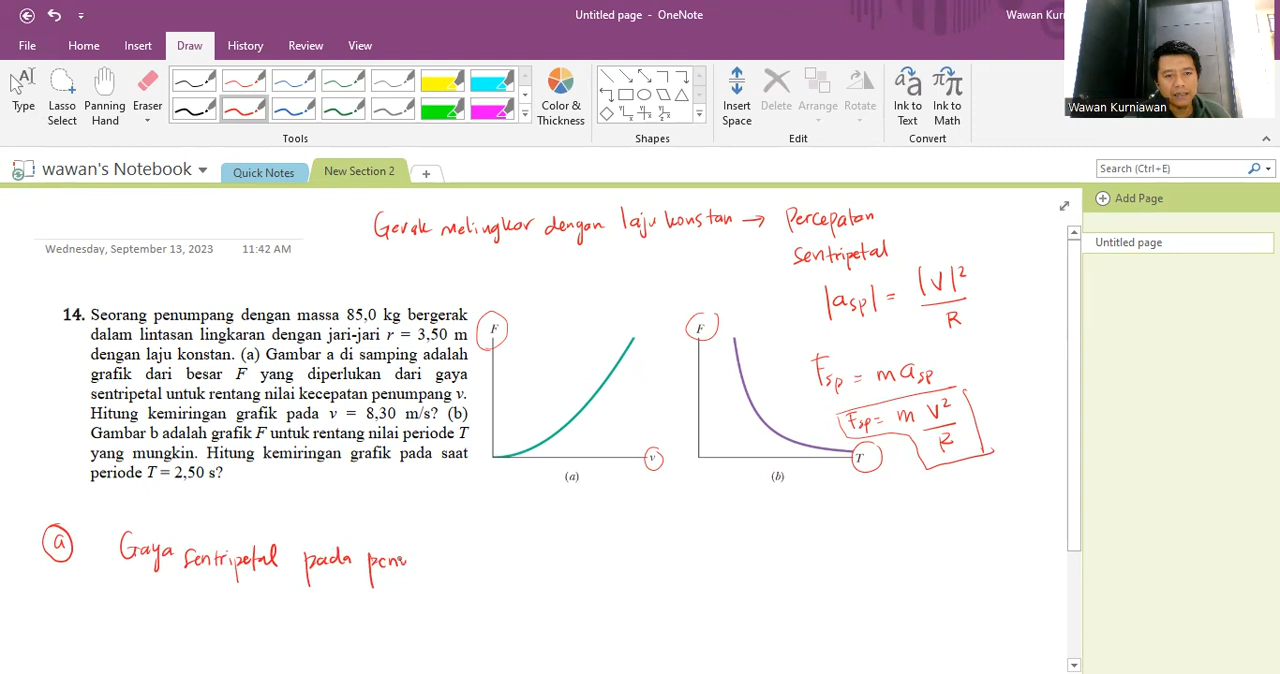 Untitled page - OneNote
Wawan Kurn
File
Home
Insert
Draw
History
Review
View
Wawan Kurniawan
Type
Lasso Select
Panning Hand
Eraser
Color & Thickness
Insert Space
Delete
Arrange
Rotate
Ink to Text
Ink to Math
Tools
Shapes
Edit
Convert
wawan's Notebook
Quick Notes
New Section 2
Search (Ctrl+E)
Add Page
Untitled page
Wednesday, September 13, 2023
11:42 AM
Gerak melingkar dengan laju konstan → Percepatan
sentripetal
|asp| = |V|² / R
Fsp = m asp
Fsp = m V² / R
14. Seorang penumpang dengan massa 85,0 kg bergerak
dalam lintasan lingkaran dengan jari-jari r = 3,50 m
dengan laju konstan. (a) Gambar a di samping adalah
grafik dari besar F yang diperlukan dari gaya
sentripetal untuk rentang nilai kecepatan penumpang v.
Hitung kemiringan grafik pada v = 8,30 m/s? (b)
Gambar b adalah grafik F untuk rentang nilai periode T
yang mungkin. Hitung kemiringan grafik pada saat
periode T = 2,50 s?
F
v
(a)
F
T
(b)
a Gaya sentripetal pada pen